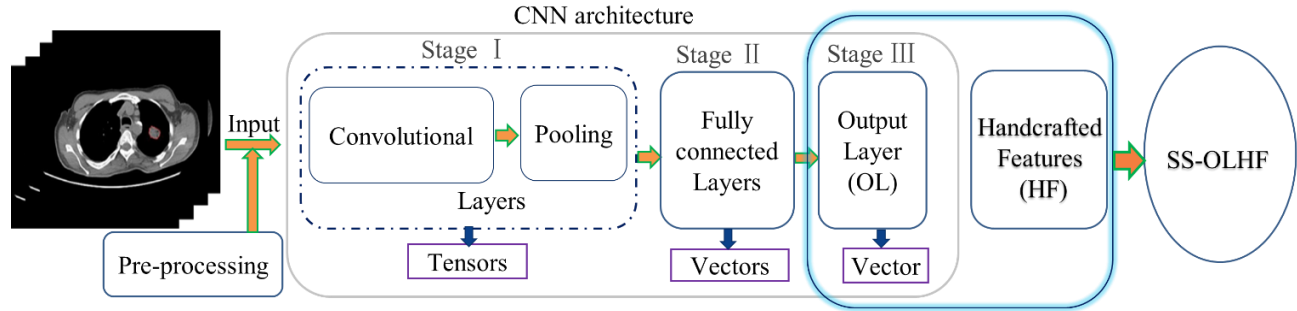 CNN architecture
Stage Ⅰ
Stage Ⅱ
Stage Ⅲ
Input
Convolutional
Pooling
Layers
Fully
connected
Layers
Output
Layer
(OL)
Handcrafted
Features
(HF)
SS-OLHF
Pre-processing
Tensors
Vectors
Vector